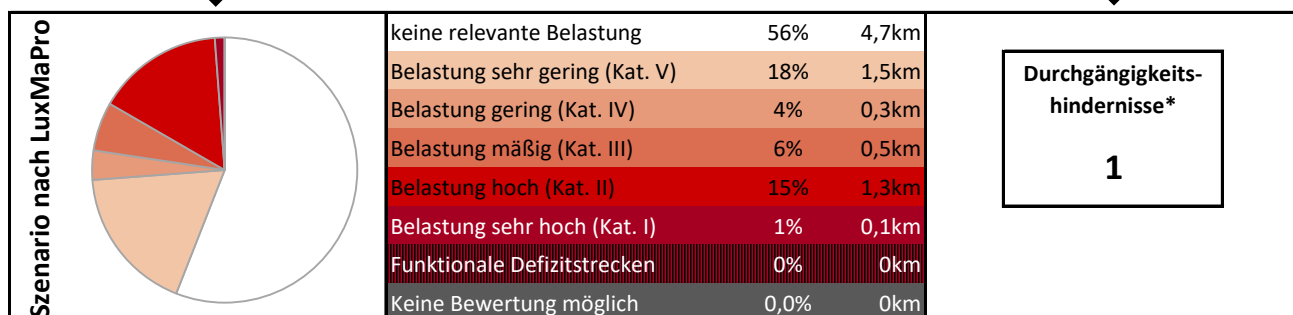 Szenario nach LuxMaPro
keine relevante Belastung 56% 4,7km
Belastung sehr gering (Kat. V) 18% 1,5km
Belastung gering (Kat. IV) 4% 0,3km
Belastung mäßig (Kat. III) 6% 0,5km
Belastung hoch (Kat. II) 15% 1,3km
Belastung sehr hoch (Kat. I) 1% 0,1km
Funktionale Defizitstrecken 0% 0km
Keine Bewertung möglich 0,0% 0km
Durchgängigkeits-
hindernisse*
1